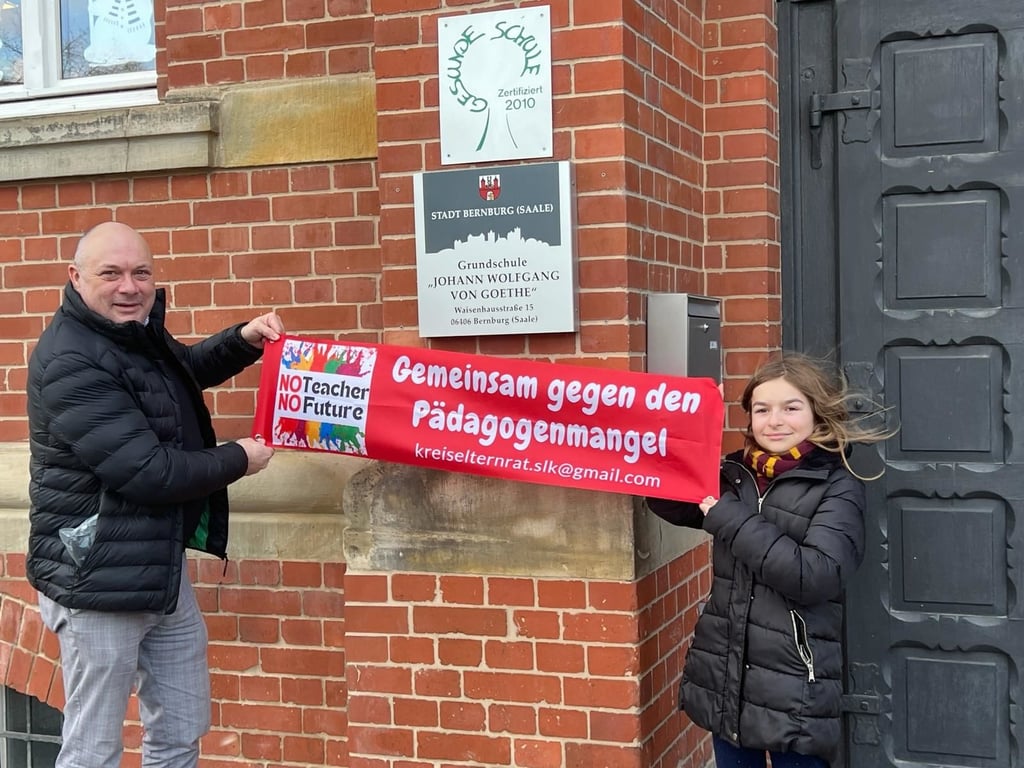 GESUNDE SCHULE
Zertifiziert
2010
STADT BERNBURG (SAALE)
Grundschule
„JOHANN WOLFGANG
VON GOETHE“
Waisenhausstraße 15
06406 Bernburg (Saale)
NO Teacher
NO Future
Gemeinsam gegen den
Pädagogenmangel
kreiselternrat.slk@gmail.com